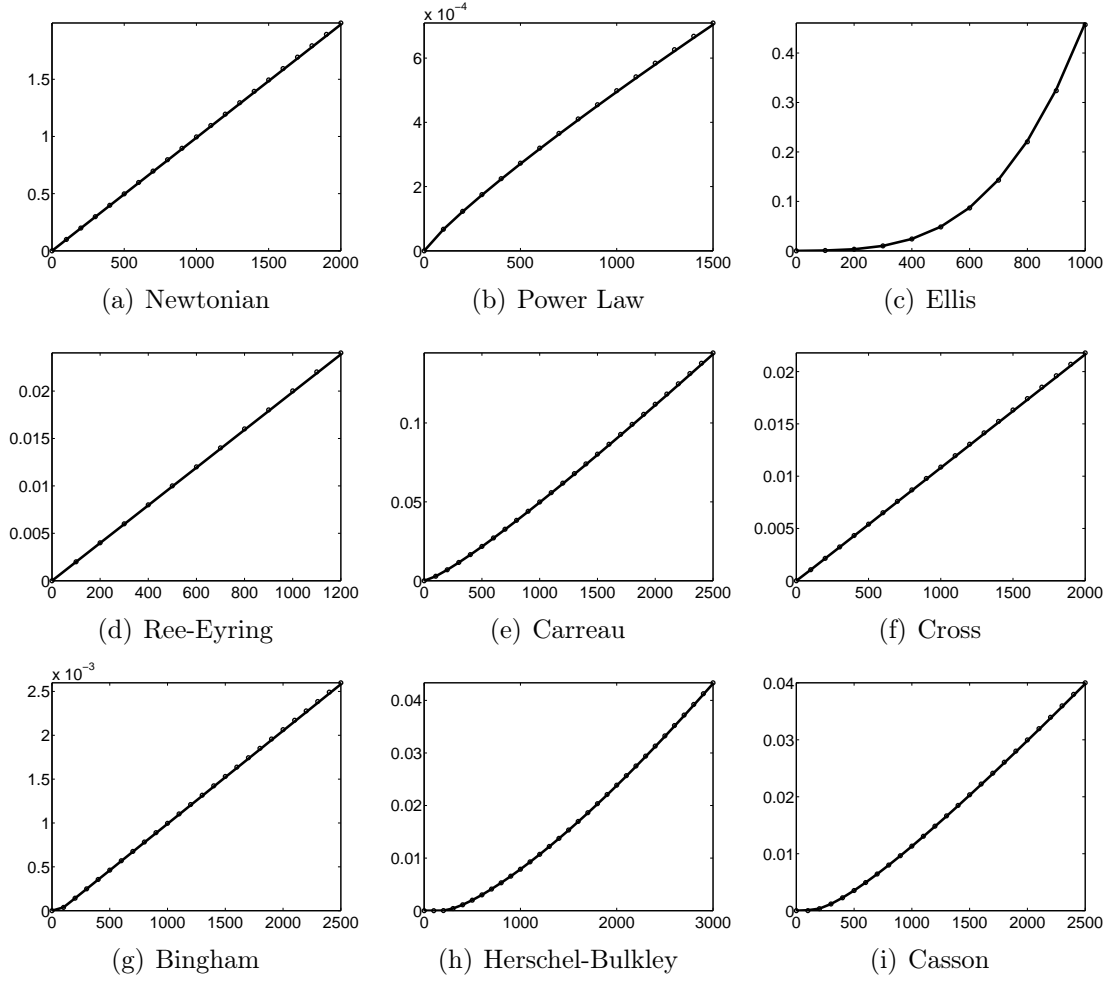 1.5
1
0.5
0
0 500 1000 1500 2000
(a) Newtonian
x 10⁻⁴
6
4
2
0
0 500 1000 1500
(b) Power Law
0.4
0.3
0.2
0.1
0
0 200 400 600 800 1000
(c) Ellis
0.02
0.015
0.01
0.005
0
0 200 400 600 800 1000 1200
(d) Ree-Eyring
0.1
0.05
0
0 500 1000 1500 2000 2500
(e) Carreau
0.02
0.015
0.01
0.005
0
0 500 1000 1500 2000
(f) Cross
x 10⁻³
2.5
2
1.5
1
0.5
0
0 500 1000 1500 2000 2500
(g) Bingham
0.04
0.03
0.02
0.01
0
0 1000 2000 3000
(h) Herschel-Bulkley
0.04
0.03
0.02
0.01
0
0 500 1000 1500 2000 2500
(i) Casson